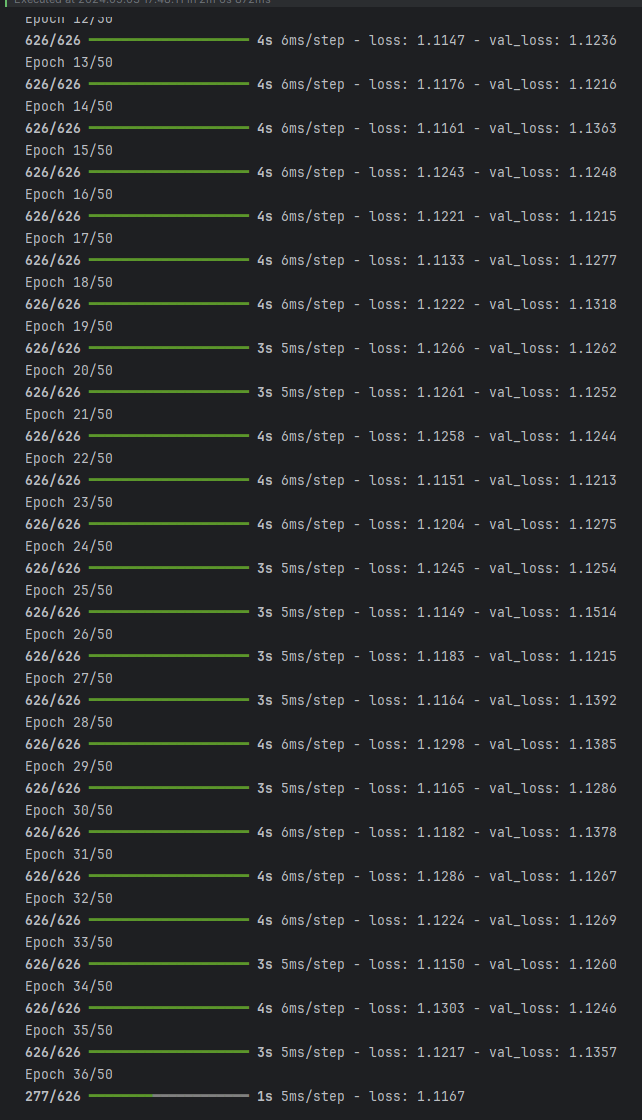 Epoch 12/50
626/626 4s 6ms/step - loss: 1.1147 - val_loss: 1.1236
Epoch 13/50
626/626 4s 6ms/step - loss: 1.1176 - val_loss: 1.1216
Epoch 14/50
626/626 4s 6ms/step - loss: 1.1161 - val_loss: 1.1363
Epoch 15/50
626/626 4s 6ms/step - loss: 1.1243 - val_loss: 1.1248
Epoch 16/50
626/626 4s 6ms/step - loss: 1.1221 - val_loss: 1.1215
Epoch 17/50
626/626 4s 6ms/step - loss: 1.1133 - val_loss: 1.1277
Epoch 18/50
626/626 4s 6ms/step - loss: 1.1222 - val_loss: 1.1318
Epoch 19/50
626/626 3s 5ms/step - loss: 1.1266 - val_loss: 1.1262
Epoch 20/50
626/626 3s 5ms/step - loss: 1.1261 - val_loss: 1.1252
Epoch 21/50
626/626 4s 6ms/step - loss: 1.1258 - val_loss: 1.1244
Epoch 22/50
626/626 4s 6ms/step - loss: 1.1151 - val_loss: 1.1213
Epoch 23/50
626/626 4s 6ms/step - loss: 1.1204 - val_loss: 1.1275
Epoch 24/50
626/626 3s 5ms/step - loss: 1.1245 - val_loss: 1.1254
Epoch 25/50
626/626 3s 5ms/step - loss: 1.1149 - val_loss: 1.1514
Epoch 26/50
626/626 3s 5ms/step - loss: 1.1183 - val_loss: 1.1215
Epoch 27/50
626/626 3s 5ms/step - loss: 1.1164 - val_loss: 1.1392
Epoch 28/50
626/626 4s 6ms/step - loss: 1.1298 - val_loss: 1.1385
Epoch 29/50
626/626 3s 5ms/step - loss: 1.1165 - val_loss: 1.1286
Epoch 30/50
626/626 4s 6ms/step - loss: 1.1182 - val_loss: 1.1378
Epoch 31/50
626/626 4s 6ms/step - loss: 1.1286 - val_loss: 1.1267
Epoch 32/50
626/626 4s 6ms/step - loss: 1.1224 - val_loss: 1.1269
Epoch 33/50
626/626 3s 5ms/step - loss: 1.1150 - val_loss: 1.1260
Epoch 34/50
626/626 4s 6ms/step - loss: 1.1303 - val_loss: 1.1246
Epoch 35/50
626/626 3s 5ms/step - loss: 1.1217 - val_loss: 1.1357
Epoch 36/50
277/626 1s 5ms/step - loss: 1.1167